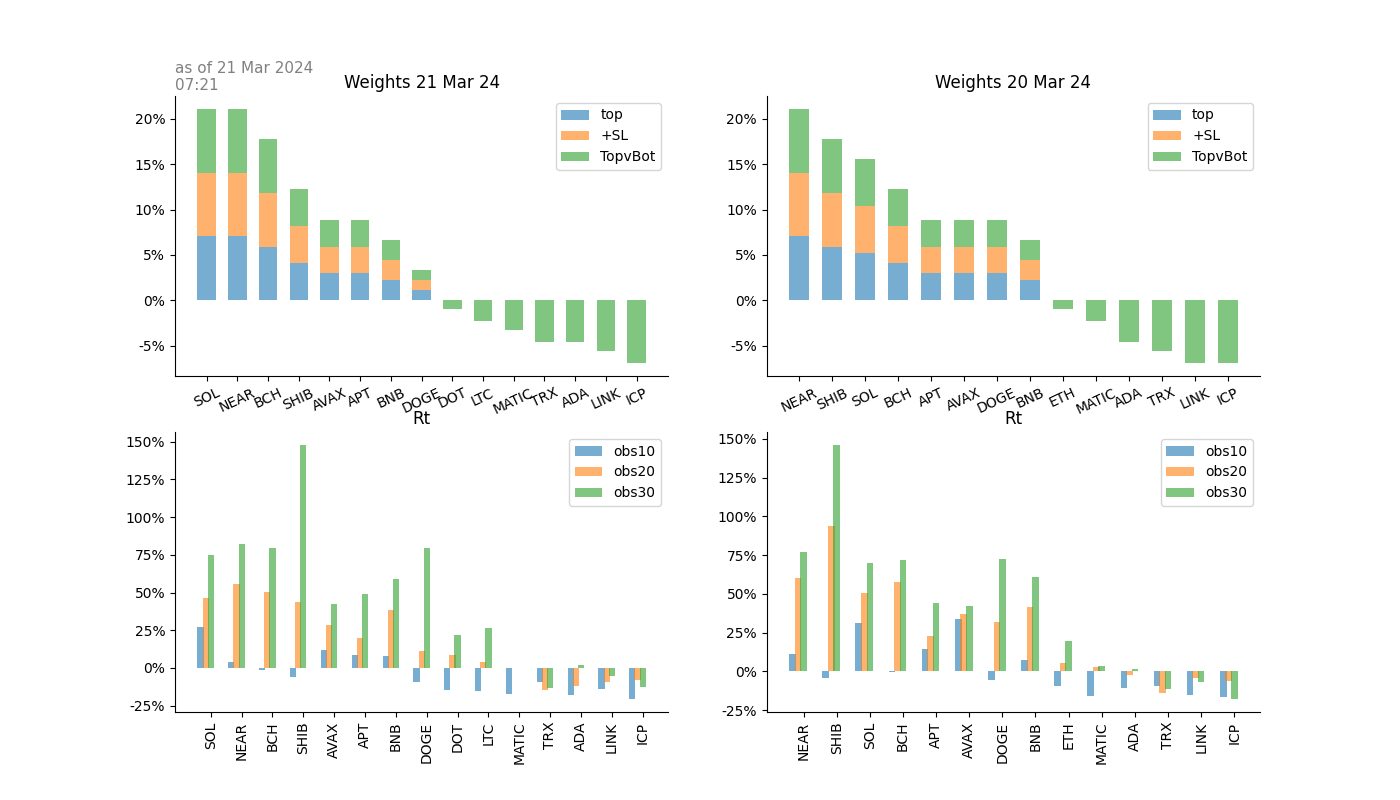 as of 21 Mar 2024
07:21
Weights 21 Mar 24
20%
15%
10%
5%
0%
-5%
top
+SL
TopvBot
SOL NEAR BCH SHIB AVAX APT BNB DOGE DOT LTC MATIC TRX ADA LINK ICP
Weights 20 Mar 24
20%
15%
10%
5%
0%
-5%
top
+SL
TopvBot
NEAR SHIB SOL BCH APT AVAX DOGE BNB ETH MATIC ADA TRX LINK ICP
Rt
150%
125%
100%
75%
50%
25%
0%
-25%
obs10
obs20
obs30
SOL NEAR BCH SHIB AVAX APT BNB DOGE DOT LTC MATIC TRX ADA LINK ICP
Rt
150%
125%
100%
75%
50%
25%
0%
-25%
obs10
obs20
obs30
NEAR SHIB SOL BCH APT AVAX DOGE BNB ETH MATIC ADA TRX LINK ICP